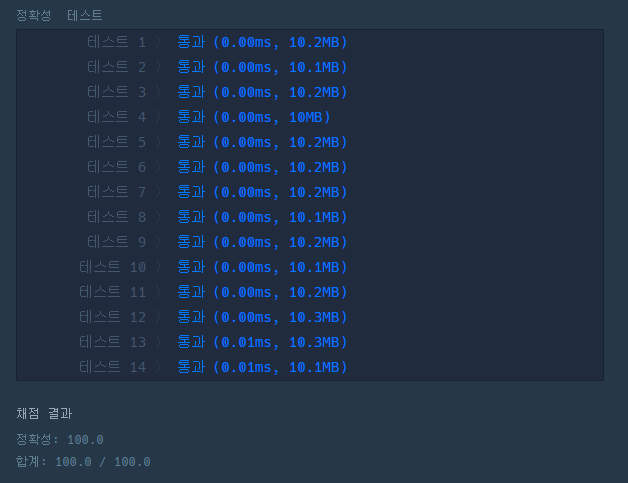 정확성 테스트
테스트 1 〉 통과 (0.00ms, 10.2MB)
테스트 2 〉 통과 (0.00ms, 10.1MB)
테스트 3 〉 통과 (0.00ms, 10.2MB)
테스트 4 〉 통과 (0.00ms, 10MB)
테스트 5 〉 통과 (0.00ms, 10.2MB)
테스트 6 〉 통과 (0.00ms, 10.2MB)
테스트 7 〉 통과 (0.00ms, 10.2MB)
테스트 8 〉 통과 (0.00ms, 10.1MB)
테스트 9 〉 통과 (0.00ms, 10.2MB)
테스트 10 〉 통과 (0.00ms, 10.1MB)
테스트 11 〉 통과 (0.00ms, 10.2MB)
테스트 12 〉 통과 (0.00ms, 10.3MB)
테스트 13 〉 통과 (0.01ms, 10.3MB)
테스트 14 〉 통과 (0.01ms, 10.1MB)
채점 결과
정확성: 100.0
합계: 100.0 / 100.0